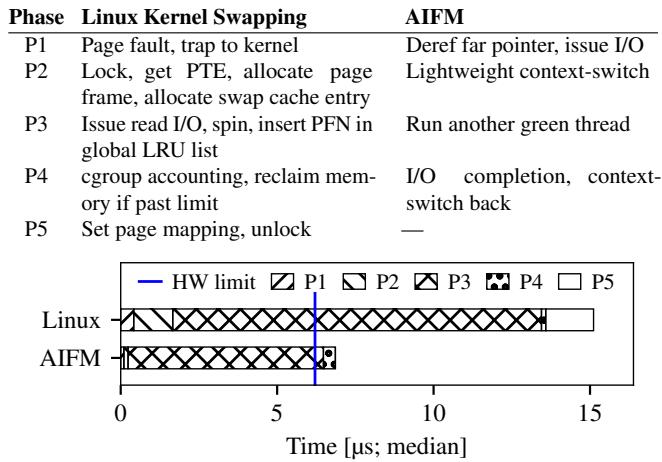 Phase Linux Kernel Swapping AIFM
P1 Page fault, trap to kernel Deref far pointer, issue I/O
P2 Lock, get PTE, allocate page Lightweight context-switch
frame, allocate swap cache entry
P3 Issue read I/O, spin, insert PFN in Run another green thread
global LRU list
P4 cgroup accounting, reclaim mem- I/O completion, context-
ory if past limit switch back
P5 Set page mapping, unlock —
HW limit P1 P2 P3 P4 P5
Linux
AIFM
0 5 10 15
Time [µs; median]